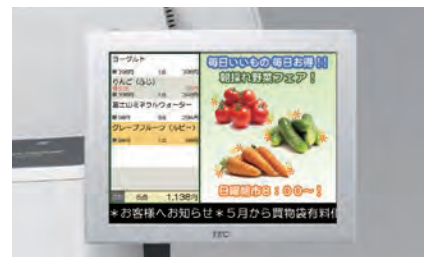 ヨーグルト
りんご (ふじ)
富士山ミネラルウォーター
グレープフルーツ (ルビー)
6点 1,138円
毎日いいもの毎日お得!!
朝採れ野菜フェア!
日曜朝市8:00〜!
*お客様へお知らせ*5月から買物袋有料
TEC